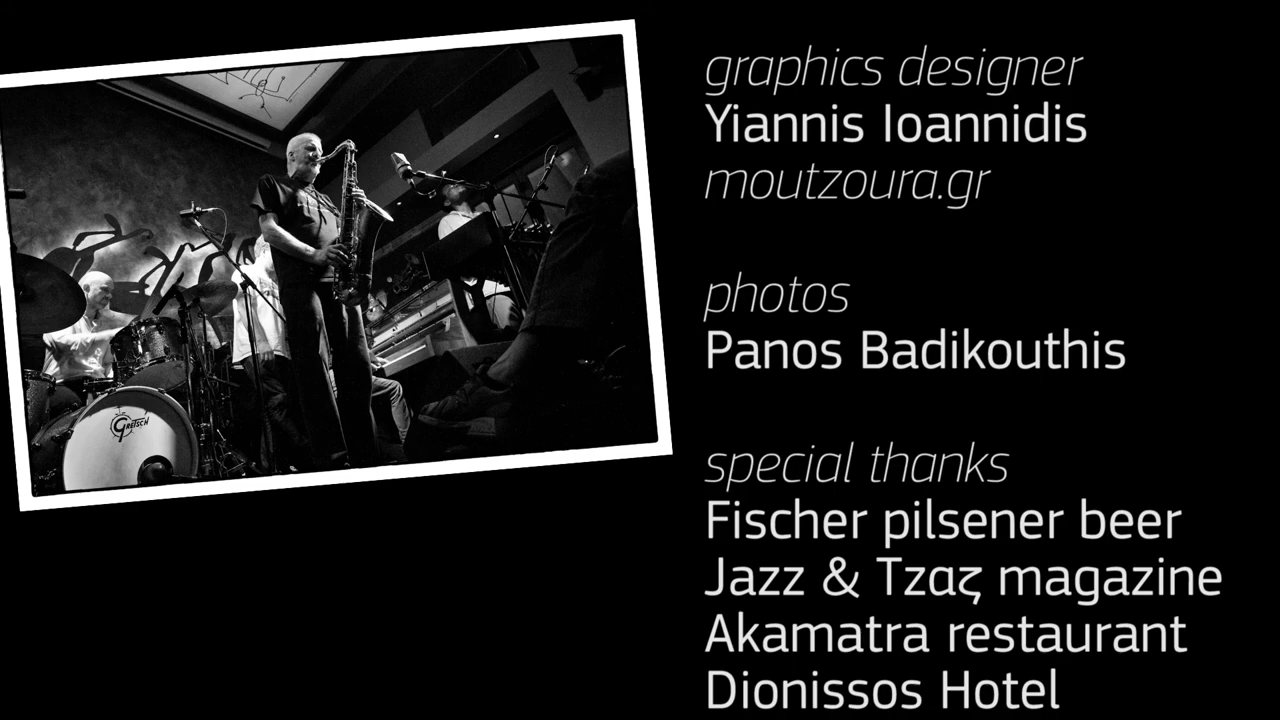 graphics designer
Yiannis Ioannidis
moutzoura.gr
photos
Panos Badikouthis
special thanks
Fischer pilsener beer
Jazz & Τζαζ magazine
Akamatra restaurant
Dionissos Hotel
GRETSCH